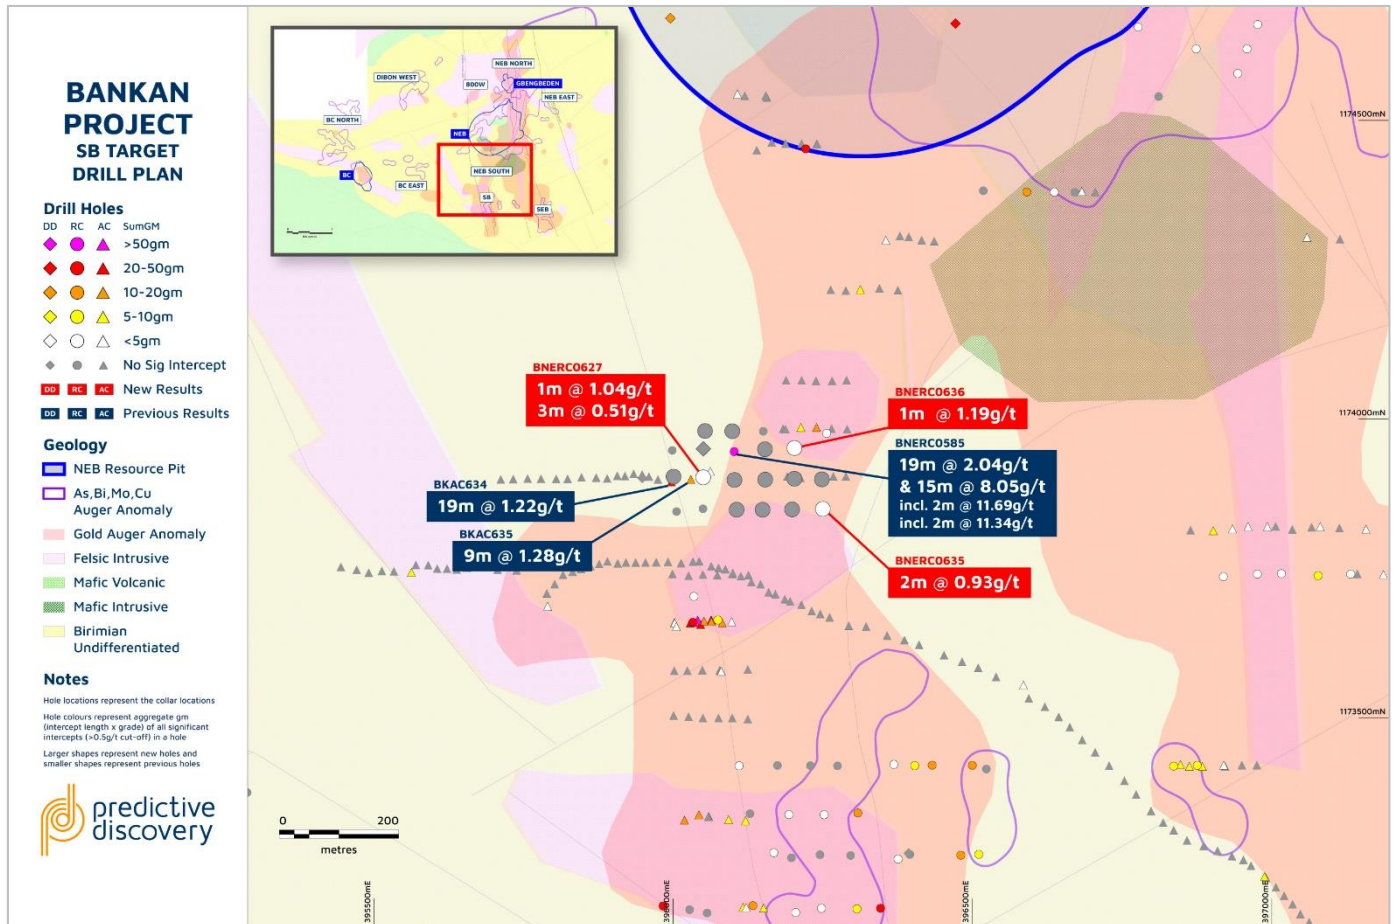 BANKAN
PROJECT
SB TARGET
DRILL PLAN
Drill Holes
DD RC AC SumGM
>50gm
20-50gm
10-20gm
5-10gm
<5gm
No Sig Intercept
DD RC AC New Results
DD RC AC Previous Results
Geology
NEB Resource Pit
As,Bi,Mo,Cu
Auger Anomaly
Gold Auger Anomaly
Felsic Intrusive
Mafic Volcanic
Mafic Intrusive
Birimian
Undifferentiated
Notes
Hole locations represent the collar locations
Hole colours represent aggregate gm
(intercept length x grade) of all significant
intercepts (>0.5g/t cut-off) in a hole
Larger shapes represent new holes and
smaller shapes represent previous holes
predictive
discovery
NEB NORTH
DIBON WEST
800W
GBENGBEDEN
NEB EAST
BC NORTH
NEB
BC
BC EAST
NEB SOUTH
SB
SEB
1174500mN
1174000mN
1173500mN
BNERC0627
1m @ 1.04g/t
3m @ 0.51g/t
BNERC0636
1m @ 1.19g/t
BNERC0585
19m @ 2.04g/t
& 15m @ 8.05g/t
incl. 2m @ 11.69g/t
incl. 2m @ 11.34g/t
BKAC634
19m @ 1.22g/t
BKAC635
9m @ 1.28g/t
BNERC0635
2m @ 0.93g/t
0 200
metres
395500mE
396500mE
397000mE